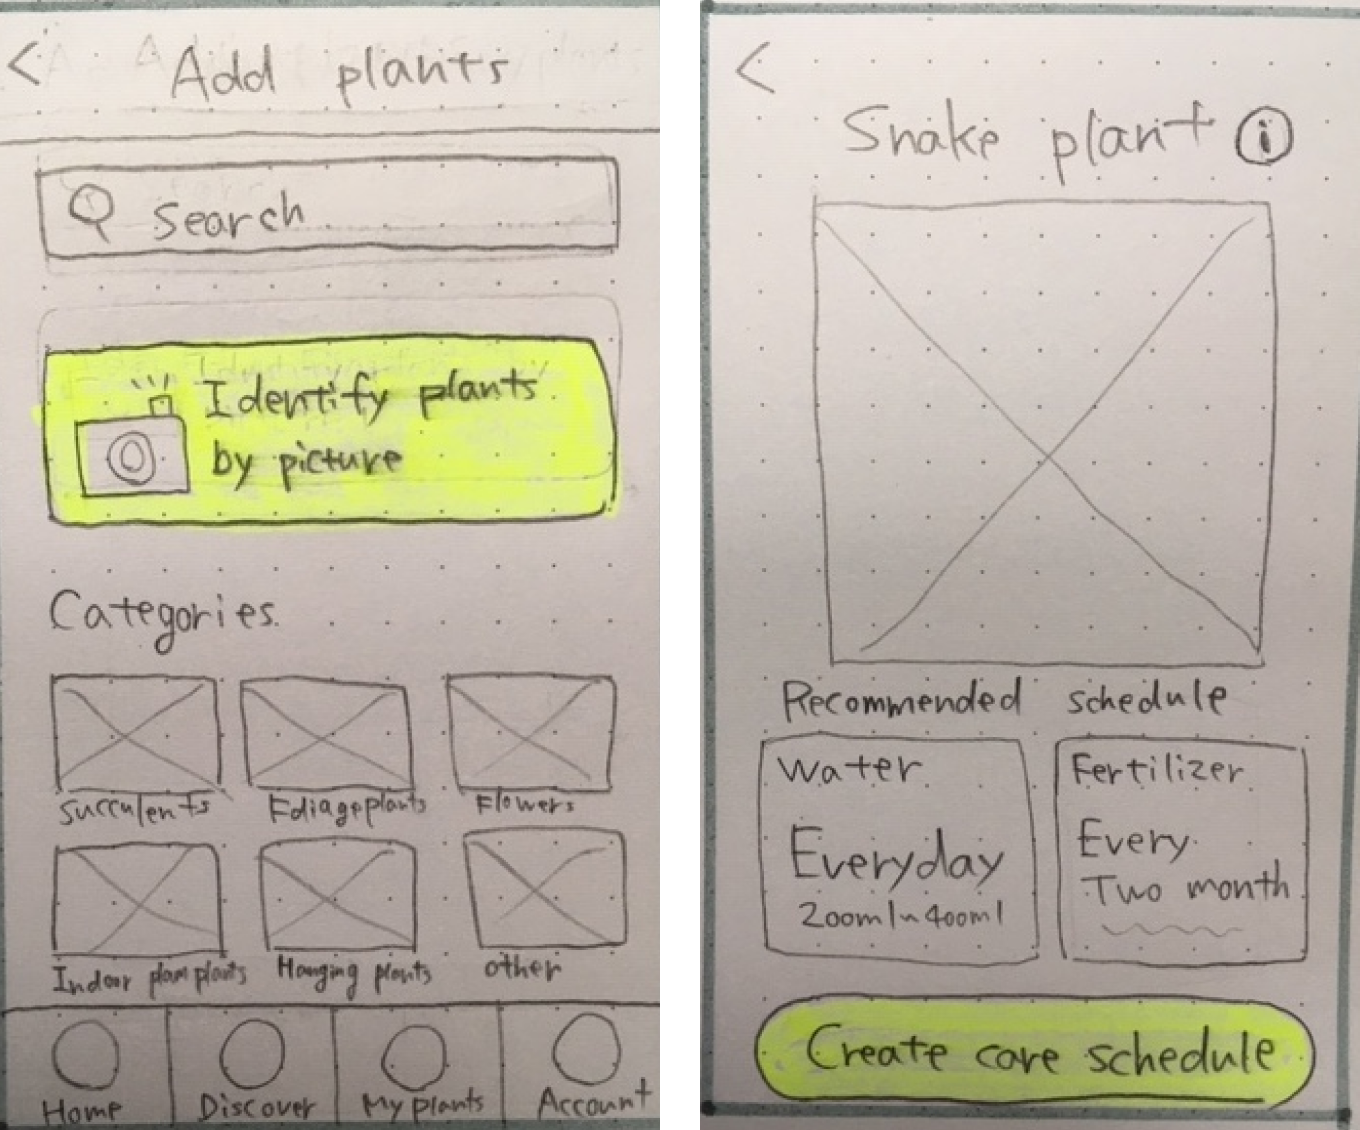 <
Add plants
Search
Identify plants
by picture
Categories
Succulents
Foliage plants
Flowers
Indoor plam plants
Hanging plants
other
Home
Discover
My plants
Account
<
Snake plant i
Recommended schedule
Water
Everyday
200ml~400ml
Fertilizer
Every
Two month
Create care schedule